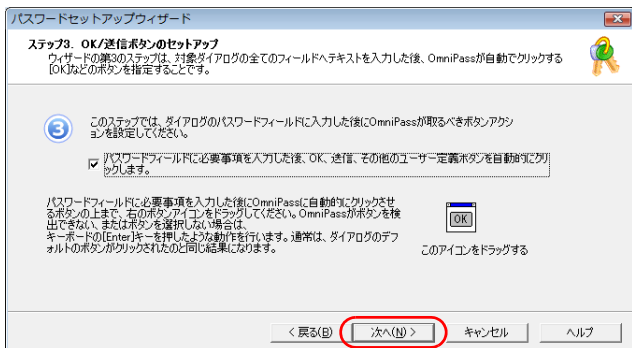 パスワードセットアップウィザード
ステップ3. OK/送信ボタンのセットアップ
ウィザードの第3のステップは、対象ダイアログの全てのフィールドへテキストを入力した後、OmniPassが自動でクリックする
[OK]などのボタンを指定することです。
3
このステップでは、ダイアログのパスワードフィールドに入力した後にOmniPassが取るべきボタンアクシ
ョンを設定してください。
パスワードフィールドに必要事項を入力した後、OK、送信、その他のユーザー定義ボタンを自動的にクリ
ックします。
パスワードフィールドに必要事項を入力した後にOmniPassに自動的にクリックさせ
るボタンの上まで、右のボタンアイコンをドラッグしてください。OmniPassがボタンを検
出できない、またはボタンを選択しない場合は、
キーボードの[Enter]キーを押したような動作を行います。通常は、ダイアログのデフ
ォルトのボタンがクリックされたのと同じ結果になります。
OK
このアイコンをドラッグする
< 戻る(B)
次へ(N) >
キャンセル
ヘルプ